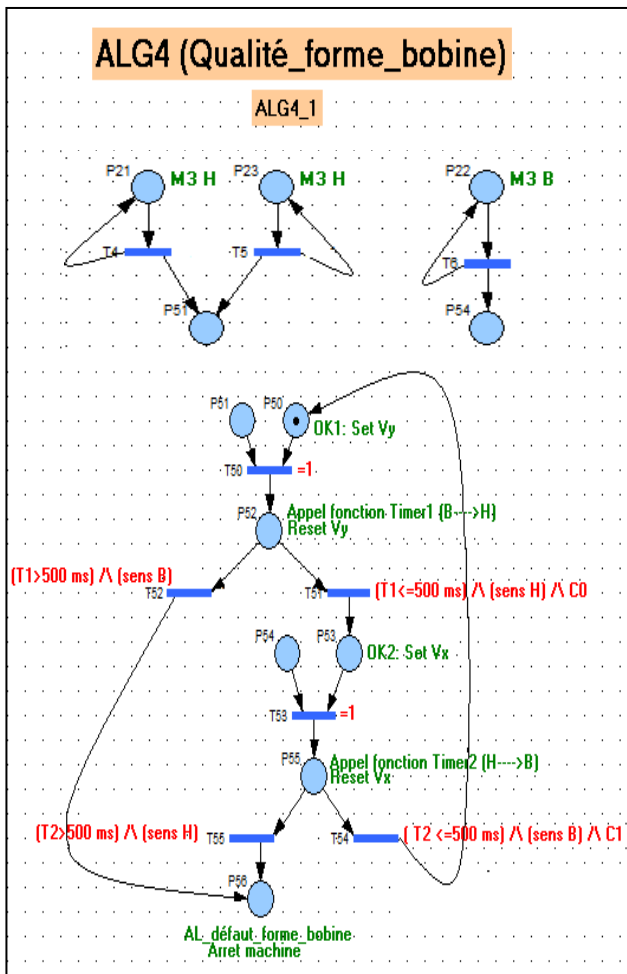 ALG4 (Qualité_forme_bobine)
ALG4_1
P21 M3 H P23 M3 H P22 M3 B
T4 T5 T6
P51 P54
P51 P50
OK1: Set Vy
T50 =1
P52 Appel fonction Timer1 (B---->H)
Reset Vy
(T1>500 ms) /\ (sens B)
T52 T51 (T1<=500 ms) /\ (sens H) /\ C0
P54 P53
OK2: Set Vx
T53 =1
P55 Appel fonction Timer2 (H---->B)
Reset Vx
(T2>500 ms) /\ (sens H) T55 T54 ( T2 <=500 ms) /\ (sens B) /\ C1
P56
AL_défaut_forme_bobine
Arret machine